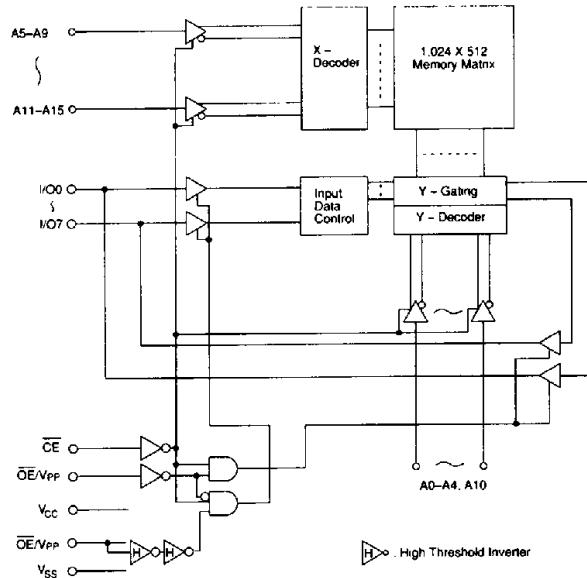 A5–A9
A11–A15
X –
Decoder
1.024 X 512
Memory Matrix
I/O0
I/O7
Input
Data
Control
Y – Gating
Y – Decoder
CE
OE/VPP
VCC
OE/VPP
VSS
H
H
A0–A4, A10
H
: High Threshold Inverter